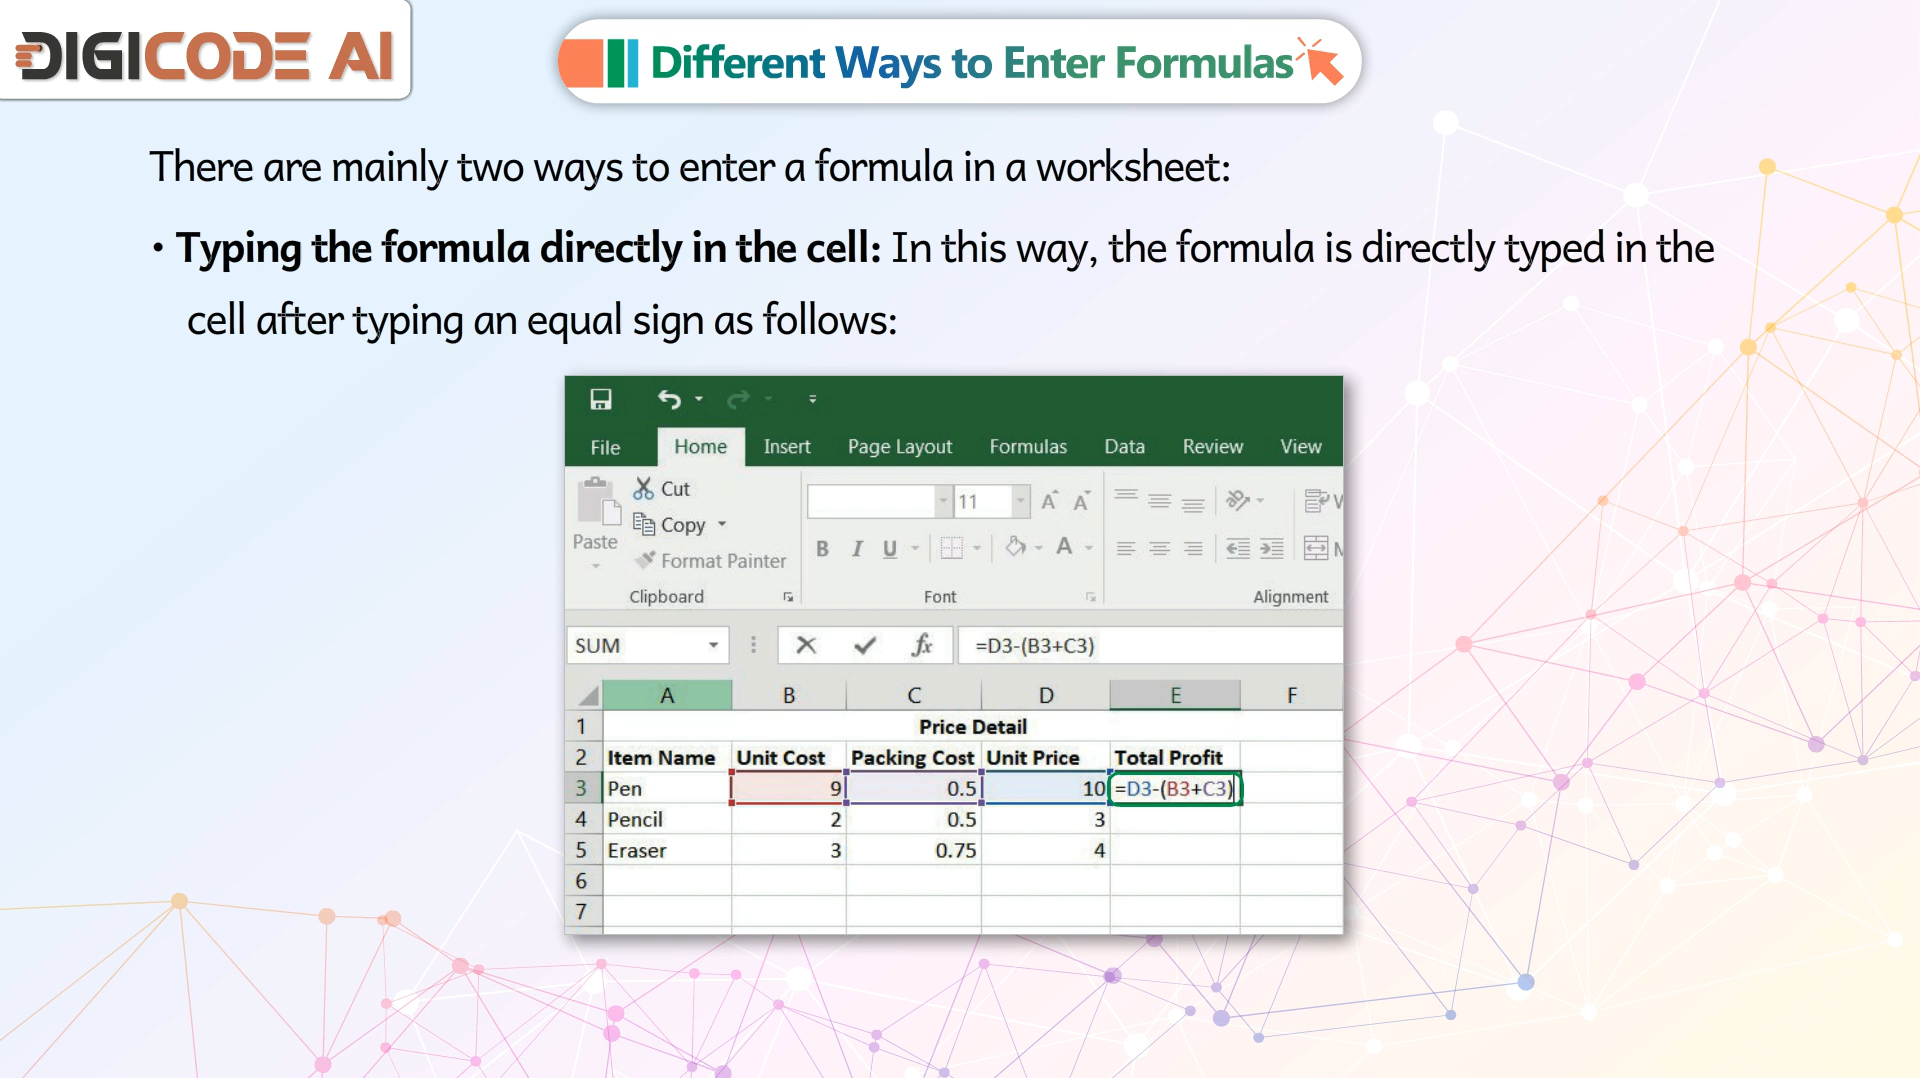 DIGICODE AI
Different Ways to Enter Formulas
There are mainly two ways to enter a formula in a worksheet:
• Typing the formula directly in the cell: In this way, the formula is directly typed in the
cell after typing an equal sign as follows:
File Home Insert Page Layout Formulas Data Review View
Paste
Cut
Copy
Format Painter
Clipboard
11 A A
B I U A
Font
Alignment
SUM fx =D3-(B3+C3)
A B C D E F
1 Price Detail
2 Item Name Unit Cost Packing Cost Unit Price Total Profit
3 Pen 9 0.5 10 =D3-(B3+C3)
4 Pencil 2 0.5 3
5 Eraser 3 0.75 4
6
7